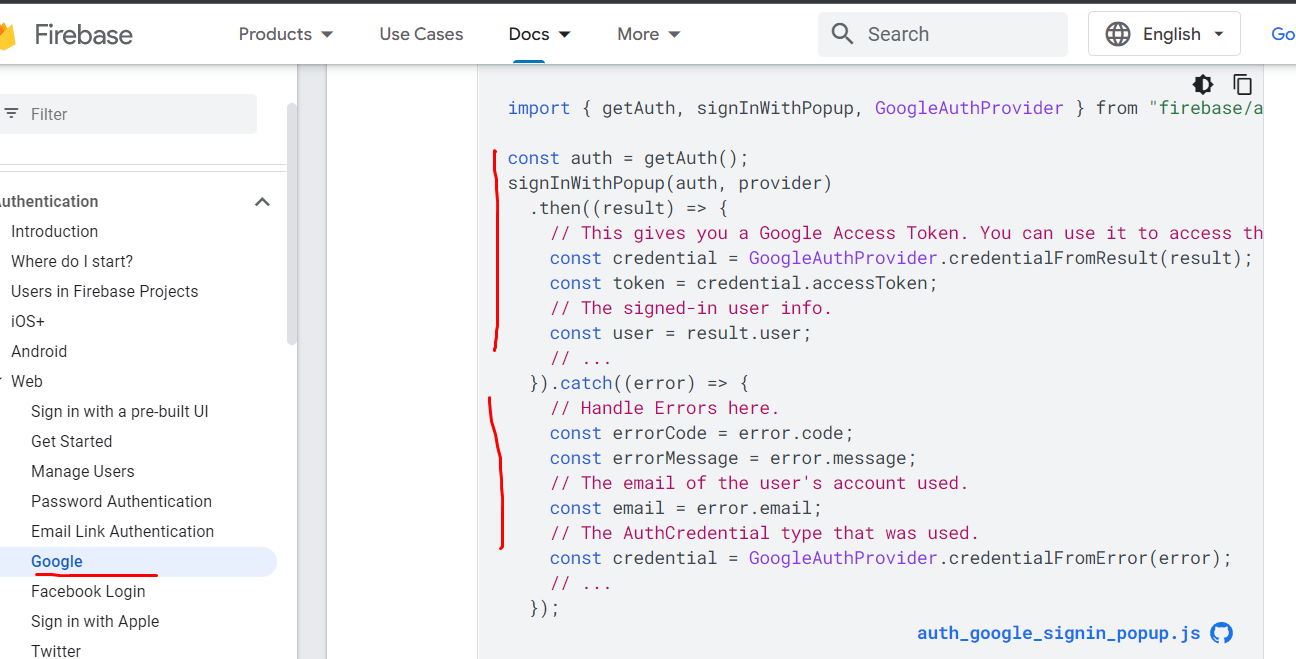 Firebase
Products
Use Cases
Docs
More
Search
English
Go
Filter
uthentication
Introduction
Where do I start?
Users in Firebase Projects
iOS+
Android
Web
Sign in with a pre-built UI
Get Started
Manage Users
Password Authentication
Email Link Authentication
Google
Facebook Login
Sign in with Apple
Twitter
import { getAuth, signInWithPopup, GoogleAuthProvider } from "firebase/a
const auth = getAuth();
signInWithPopup(auth, provider)
  .then((result) => {
    // This gives you a Google Access Token. You can use it to access th
    const credential = GoogleAuthProvider.credentialFromResult(result);
    const token = credential.accessToken;
    // The signed-in user info.
    const user = result.user;
    // ...
  }).catch((error) => {
    // Handle Errors here.
    const errorCode = error.code;
    const errorMessage = error.message;
    // The email of the user's account used.
    const email = error.email;
    // The AuthCredential type that was used.
    const credential = GoogleAuthProvider.credentialFromError(error);
    // ...
  });
auth_google_signin_popup.js